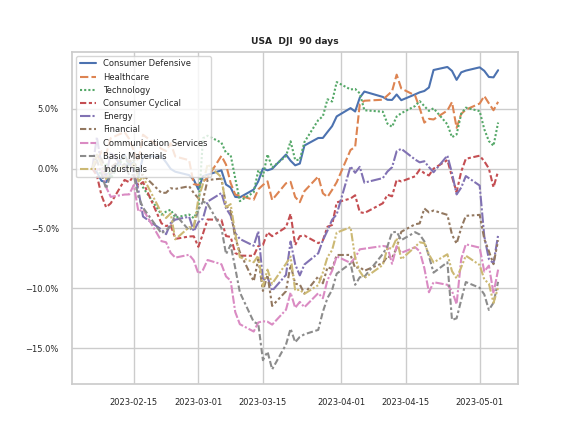 USA DJI 90 days
Consumer Defensive
Healthcare
Technology
Consumer Cyclical
Energy
Financial
Communication Services
Basic Materials
Industrials
5.0%
0.0%
−5.0%
−10.0%
−15.0%
2023-02-15 2023-03-01 2023-03-15 2023-04-01 2023-04-15 2023-05-01